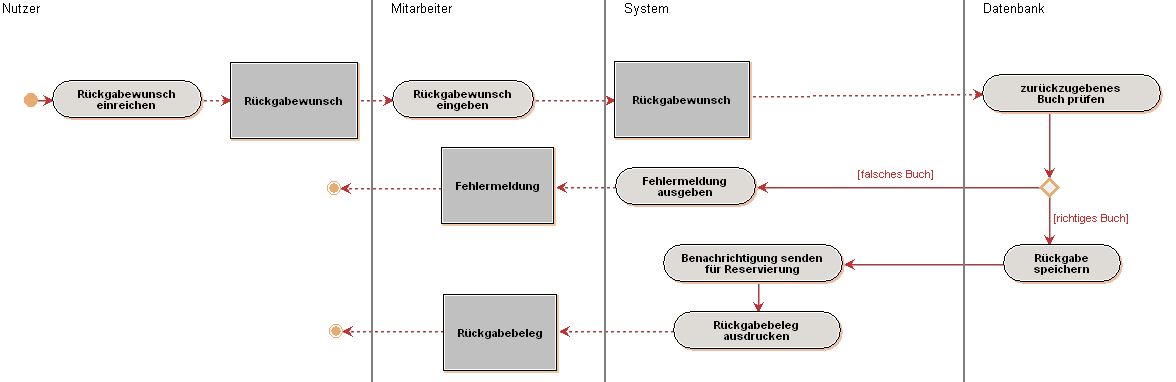 Nutzer
Mitarbeiter
System
Datenbank
Rückgabewunsch
einreichen
Rückgabewunsch
Rückgabewunsch
eingeben
Rückgabewunsch
zurückzugebenes
Buch prüfen
Fehlermeldung
Fehlermeldung
ausgeben
[falsches Buch]
[richtiges Buch]
Benachrichtigung senden
für Reservierung
Rückgabe
speichern
Rückgabebeleg
Rückgabebeleg
ausdrucken